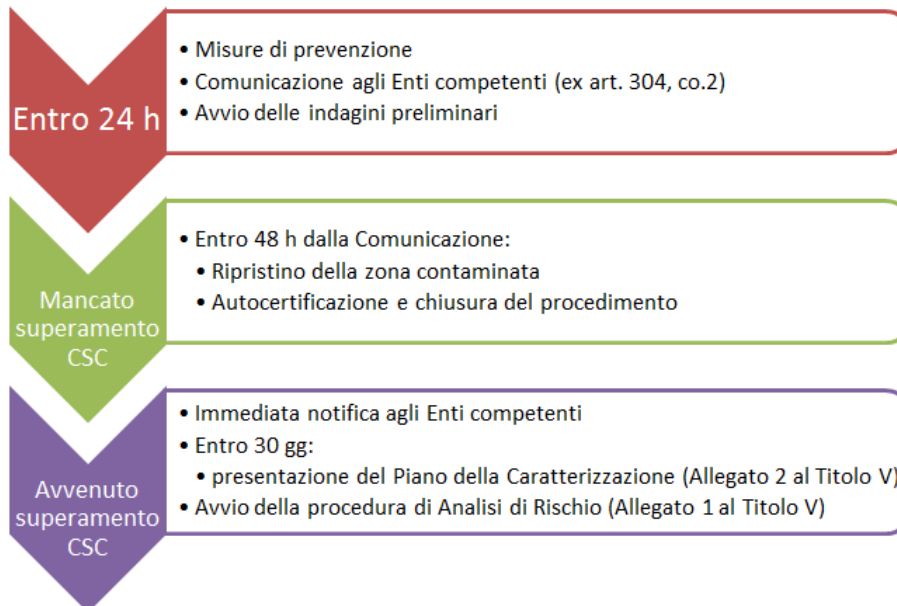 Entro 24 h
• Misure di prevenzione
• Comunicazione agli Enti competenti (ex art. 304, co.2)
• Avvio delle indagini preliminari
Mancato
superamento
CSC
• Entro 48 h dalla Comunicazione:
• Ripristino della zona contaminata
• Autocertificazione e chiusura del procedimento
Avvenuto
superamento
CSC
• Immediata notifica agli Enti competenti
• Entro 30 gg:
• presentazione del Piano della Caratterizzazione (Allegato 2 al Titolo V)
• Avvio della procedura di Analisi di Rischio (Allegato 1 al Titolo V)